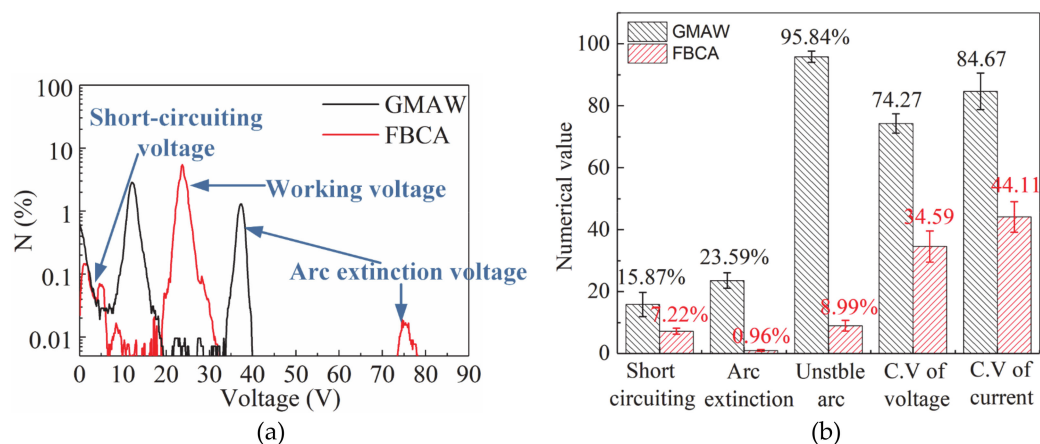 100
10
1
0.1
0.01
N (%)
0 10 20 30 40 50 60 70 80 90
Voltage (V)
GMAW
FBCA
Short-circuiting
voltage
Working voltage
Arc extinction voltage
(a)
100
80
60
40
20
0
Numerical value
GMAW
FBCA
15.87%
7.22%
23.59%
0.96%
95.84%
8.99%
74.27
34.59
84.67
44.11
Short
circuiting
Arc
extinction
Unstble
arc
C.V of
voltage
C.V of
current
(b)